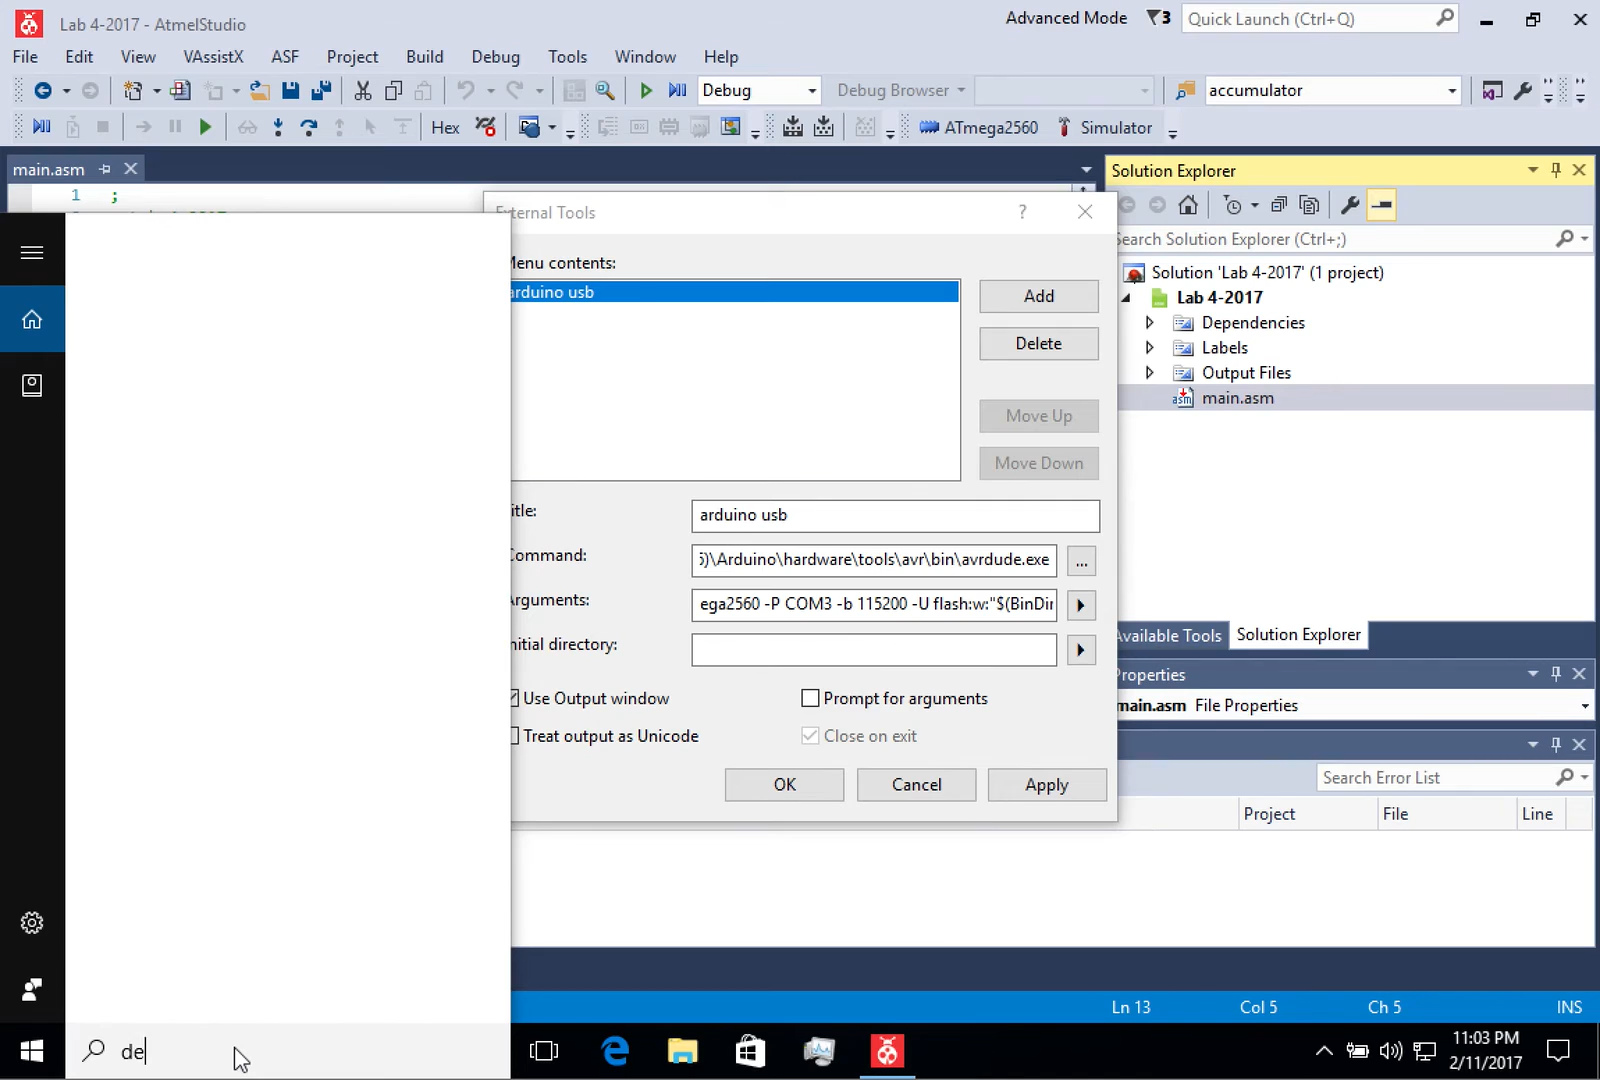 Lab 4-2017 - AtmelStudio
Advanced Mode
3
Quick Launch (Ctrl+Q)
File Edit View VAssistX ASF Project Build Debug Tools Window Help
Debug
Debug Browser
accumulator
Hex
ATmega2560
Simulator
main.asm
1 ;
Solution Explorer
External Tools
?
Search Solution Explorer (Ctrl+;)
Menu contents:
arduino usb
Add
Delete
Move Up
Move Down
Solution 'Lab 4-2017' (1 project)
Lab 4-2017
Dependencies
Labels
Output Files
asm main.asm
Title:
arduino usb
Command:
)\Arduino\hardware\tools\avr\bin\avrdude.exe
...
Arguments:
ega2560 -P COM3 -b 115200 -U flash:w:"$(BinDir
Initial directory:
Use Output window
Prompt for arguments
Treat output as Unicode
Close on exit
OK
Cancel
Apply
Available Tools
Solution Explorer
Properties
main.asm File Properties
Search Error List
Project
File
Line
Ln 13
Col 5
Ch 5
INS
de
11:03 PM
2/11/2017